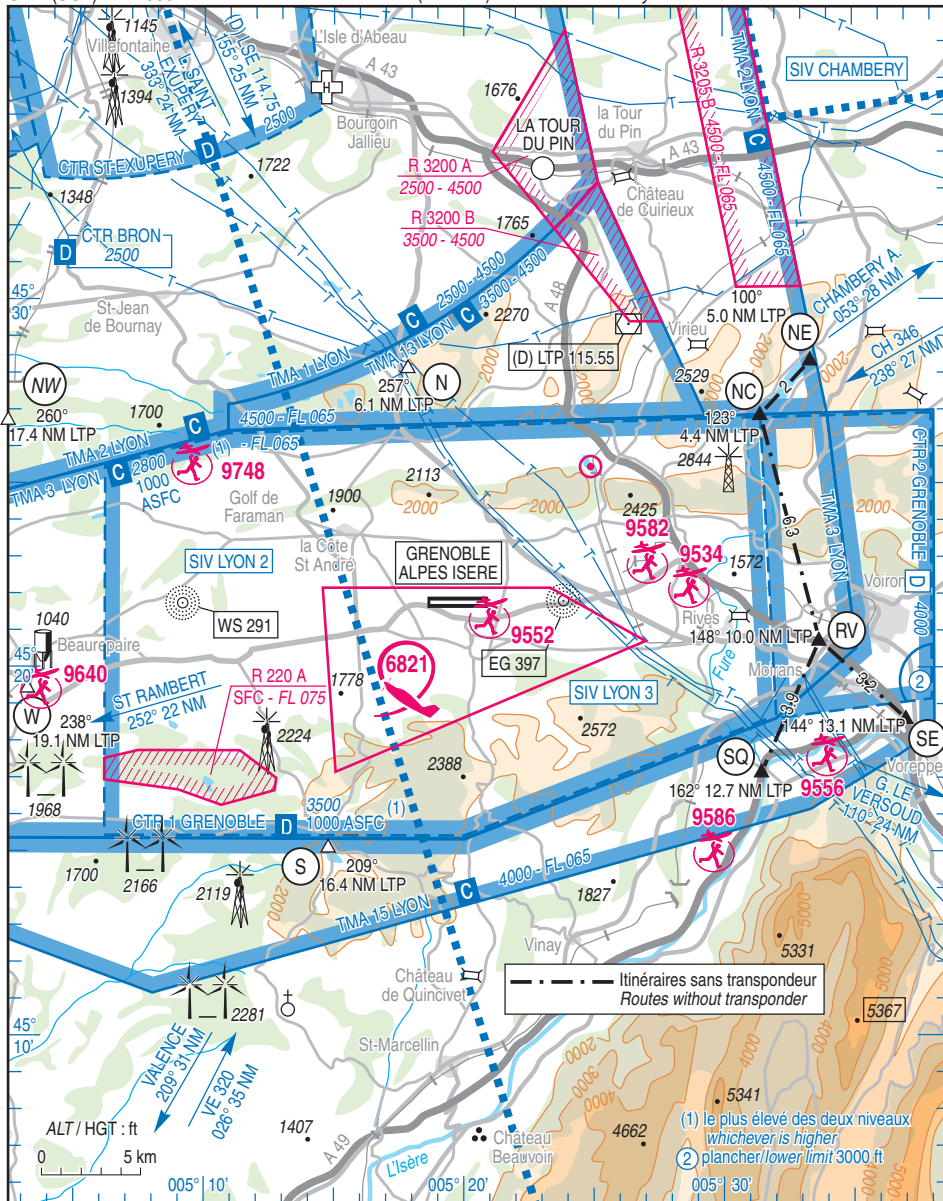 1145
Villefontaine
1394
L. SAINT
EXUPERY
333° 24 NM
(D) LSE 114.75
155° 25 NM
2500
CTR ST-EXUPERY
D
1722
1348
L'Isle d'Abeau
A 43
H
Bourgoin
Jallieu
1676
LA TOUR
DU PIN
la Tour
du Pin
R 3205 B - 4500 - FL 065
TMA 2 LYON
C
4500 - FL 065
SIV CHAMBERY
A 43
R 3200 A
2500 - 4500
R 3200 B
3500 - 4500
Château
de Cuirieux
1765
CTR BRON
2500
D
45°
30'
St-Jean
de Bournay
TMA 1 LYON
C
2500-4500
TMA 13 LYON
C
3500-4500
2270
2000
A 48
(D) LTP 115.55
Virieu
100°
5.0 NM LTP
NE
CHAMBERY A.
053° 28 NM
CH 346
238° 27 NM
2000
2000
NW
260°
17.4 NM LTP
1700
257°
6.1 NM LTP
N
2529
NC
2
123°
4.4 NM LTP
2844
TMA 2 LYON
C
4500 - FL 065
TMA 3 LYON
C
2800
1000
ASFC
(1)
- FL 065
9748
Golf de
Faraman
1900
2113
2000
2000
2425
2000
CTR 2 GRENOBLE
D
4000
6.3
TMA 3 LYON
la Côte
St André
SIV LYON 2
GRENOBLE
ALPES ISERE
9582
9534
1572
Voiron
WS 291
9552
EG 397
Rives
148° 10.0 NM LTP
RV
1040
Beaurepaire
45°
20'
9640
W
238°
19.1 NM LTP
ST RAMBERT
252° 22 NM
R 220 A
SFC - FL 075
1778
6821
SIV LYON 3
Fure
Moirans
3.9
3.2
2
2224
2572
144° 13.1 NM LTP
SE
SQ
Voreppe
1968
2388
162° 12.7 NM LTP
9556
G. LE
VERSOUD
110° 24 NM
CTR 1 GRENOBLE
D
3500
1000 ASFC
(1)
9586
1700
2166
S
209°
16.4 NM LTP
2119
2000
TMA 15 LYON
C
4000 - FL 065
1827
5000
Vinay
5331
Château
de Quincivet
Itinéraires sans transpondeur
Routes without transponder
2281
5367
45°
10'
VALENCE
209° 31 NM
VE 320
026° 35 NM
St-Marcellin
2000
3000
4000
4000
4000
5341
ALT / HGT : ft
0
5 km
1407
A 49
L'Isère
Château
Beauvoir
4662
(1) le plus élevé des deux niveaux
whichever is higher
2 plancher/lower limit 3000 ft
005° 10'
005° 20'
005° 30'